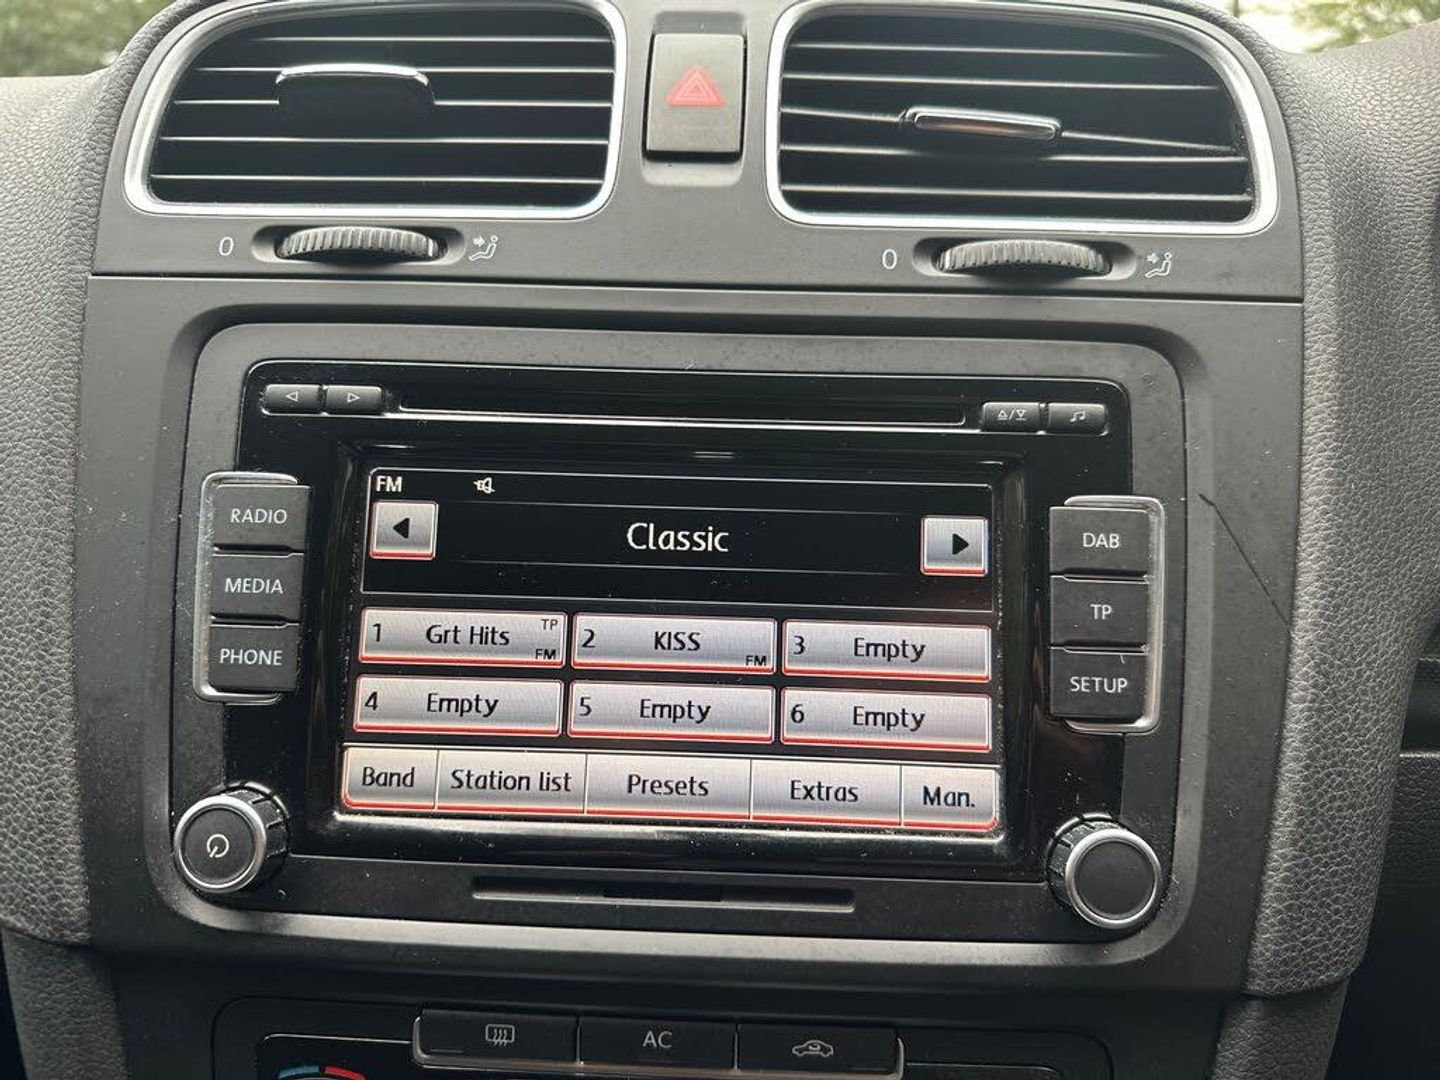 0
0
RADIO
MEDIA
PHONE
FM
Classic
1 Grt Hits TP FM
2 KISS FM
3 Empty
4 Empty
5 Empty
6 Empty
Band
Station list
Presets
Extras
Man.
DAB
TP
SETUP
AC